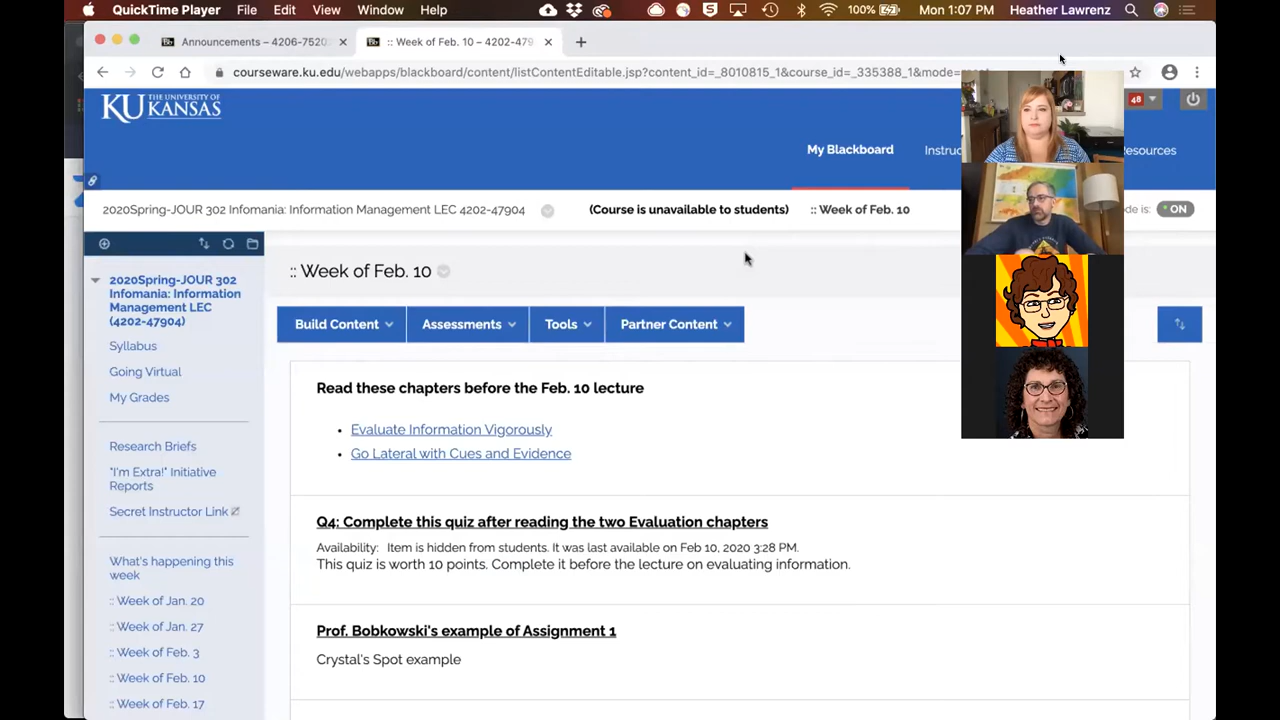 QuickTime Player File Edit View Window Help 100% Mon 1:07 PM Heather Lawrenz
Announcements – 4206-7520
:: Week of Feb. 10 – 4202-479
courseware.ku.edu/webapps/blackboard/content/listContentEditable.jsp?content_id=_8010815_1&course_id=_335388_1&mode=
KU THE UNIVERSITY OF KANSAS
48
My Blackboard
Instruc
esources
2020Spring-JOUR 302 Infomania: Information Management LEC 4202-47904
(Course is unavailable to students)
:: Week of Feb. 10
ode is:
ON
2020Spring-JOUR 302
Infomania: Information
Management LEC
(4202-47904)
Syllabus
Going Virtual
My Grades
Research Briefs
"I'm Extra!" Initiative
Reports
Secret Instructor Link
What's happening this
week
:: Week of Jan. 20
:: Week of Jan. 27
:: Week of Feb. 3
:: Week of Feb. 10
:: Week of Feb. 17
:: Week of Feb. 10
Build Content
Assessments
Tools
Partner Content
Read these chapters before the Feb. 10 lecture
• Evaluate Information Vigorously
• Go Lateral with Cues and Evidence
Q4: Complete this quiz after reading the two Evaluation chapters
Availability: Item is hidden from students. It was last available on Feb 10, 2020 3:28 PM.
This quiz is worth 10 points. Complete it before the lecture on evaluating information.
Prof. Bobkowski's example of Assignment 1
Crystal's Spot example